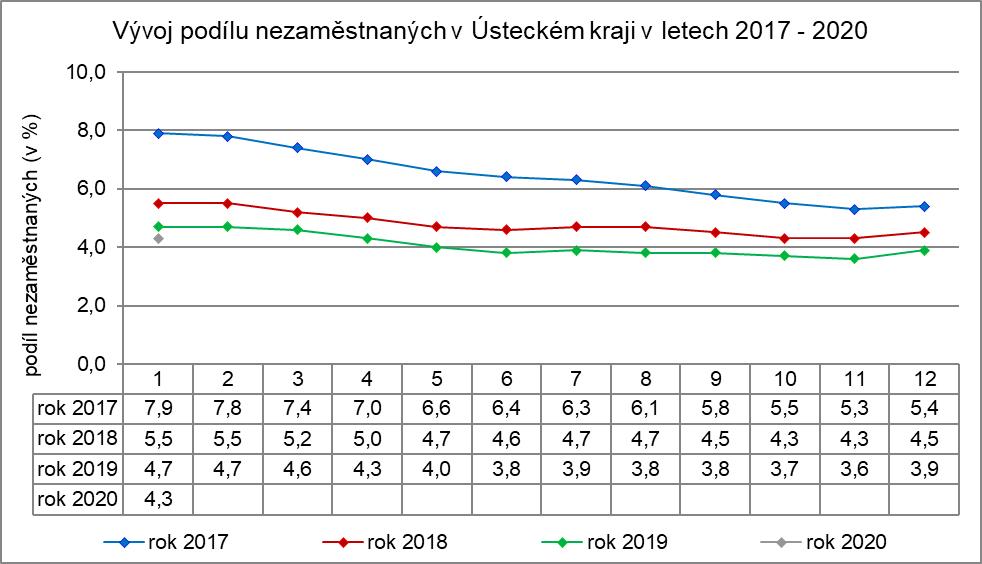 Vývoj podílu nezaměstnaných v Ústeckém kraji v letech 2017 - 2020
podíl nezaměstnaných (v %)
10,0
8,0
6,0
4,0
2,0
0,0
1 2 3 4 5 6 7 8 9 10 11 12
rok 2017 7,9 7,8 7,4 7,0 6,6 6,4 6,3 6,1 5,8 5,5 5,3 5,4
rok 2018 5,5 5,5 5,2 5,0 4,7 4,6 4,7 4,7 4,5 4,3 4,3 4,5
rok 2019 4,7 4,7 4,6 4,3 4,0 3,8 3,9 3,8 3,8 3,7 3,6 3,9
rok 2020 4,3
rok 2017 rok 2018 rok 2019 rok 2020